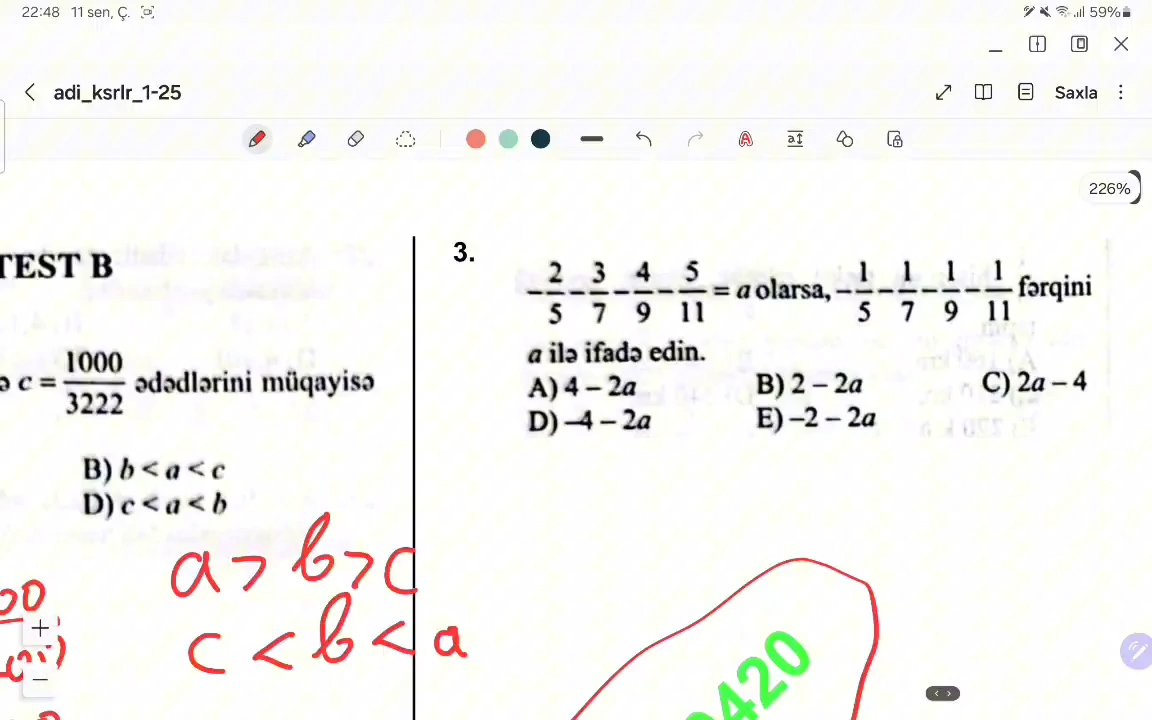 22:48 11 sen, Ç. 59%
adi_ksrlr_1-25
Saxla
226%
TEST B
ə c = 1000/3222 ədədlərini müqayisə
B) b < a < c
D) c < a < b
a > b > c
c < b < a
3.
-2/5 - 3/7 - 4/9 - 5/11 = a olarsa, -1/5 - 1/7 - 1/9 - 1/11 fərqini
a ilə ifadə edin.
A) 4 – 2a B) 2 – 2a C) 2a – 4
D) –4 – 2a E) –2 – 2a
420